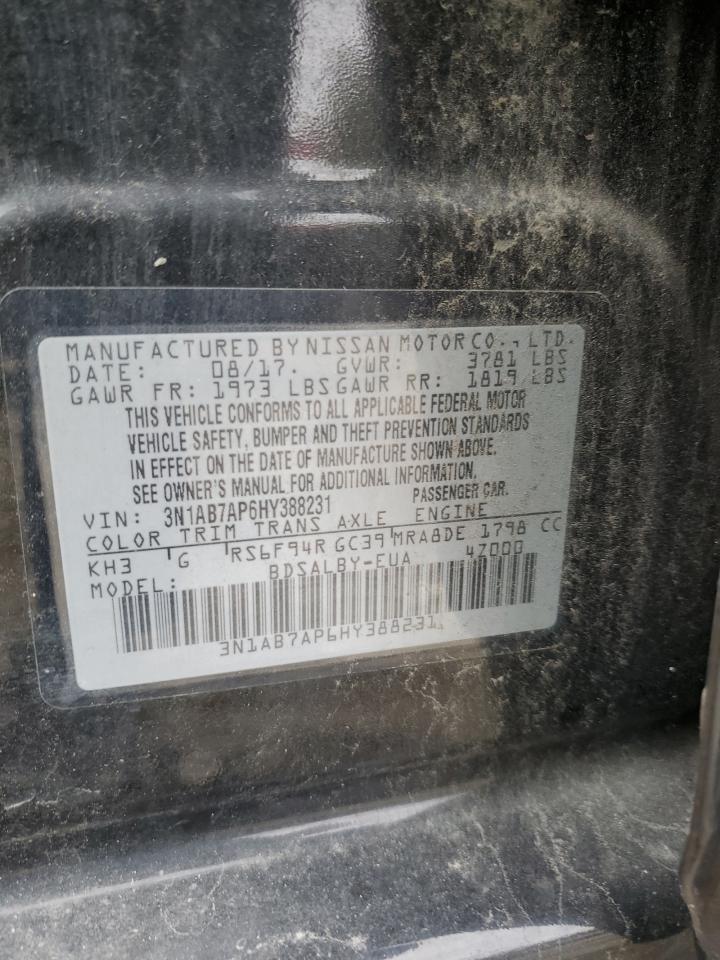 MANUFACTURED BY NISSAN MOTOR CO., LTD.
DATE: 08/17. GVWR: 3781 LBS
GAWR FR: 1973 LBS GAWR RR: 1819 LBS
THIS VEHICLE CONFORMS TO ALL APPLICABLE FEDERAL MOTOR
VEHICLE SAFETY, BUMPER AND THEFT PREVENTION STANDARDS
IN EFFECT ON THE DATE OF MANUFACTURE SHOWN ABOVE.
SEE OWNER'S MANUAL FOR ADDITIONAL INFORMATION.
VIN: 3N1AB7AP6HY388231 PASSENGER CAR.
COLOR TRIM TRANS AXLE ENGINE
KH3 G RS6F94R GC39 MRA8DE 1798 CC
MODEL: BDSALBY-EUA 4Z000
3N1AB7AP6HY388231